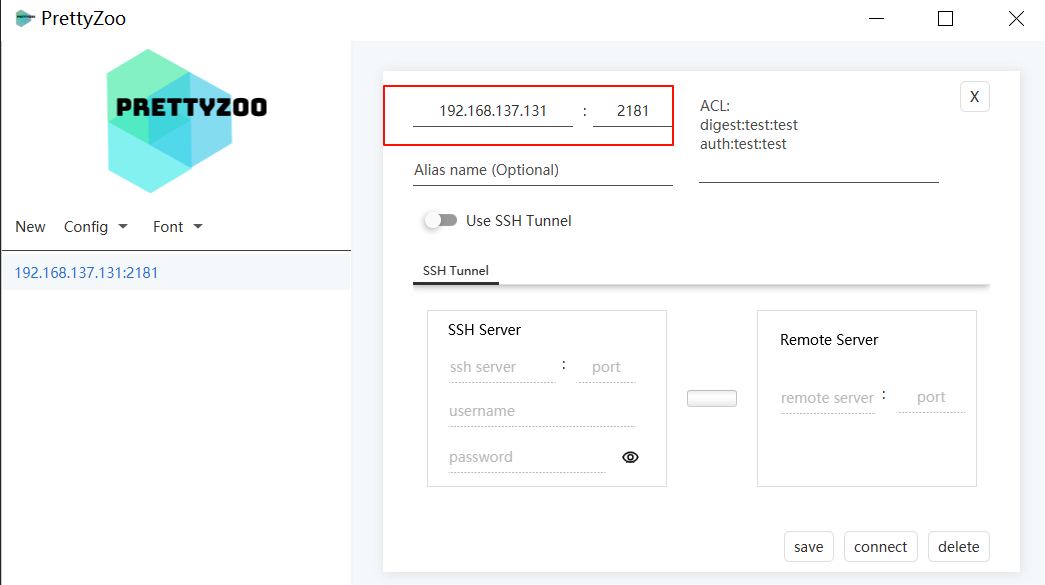 PrettyZoo
PRETTYZOO
New Config Font
192.168.137.131:2181
192.168.137.131 : 2181
Alias name (Optional)
ACL:
digest:test:test
auth:test:test
X
Use SSH Tunnel
SSH Tunnel
SSH Server
ssh server : port
username
password
Remote Server
remote server : port
save connect delete